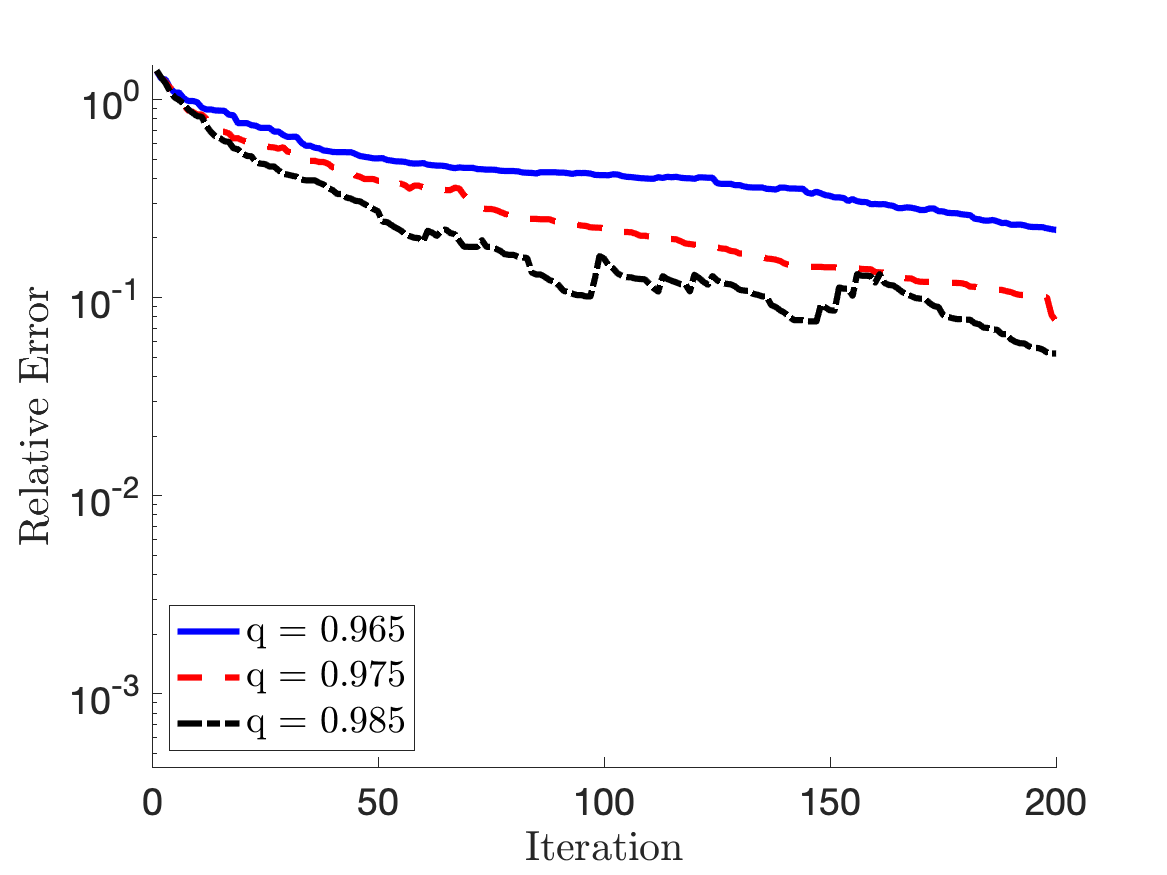 10^0
10^-1
10^-2
10^-3
Relative Error
q = 0.965
q = 0.975
q = 0.985
0 50 100 150 200
Iteration